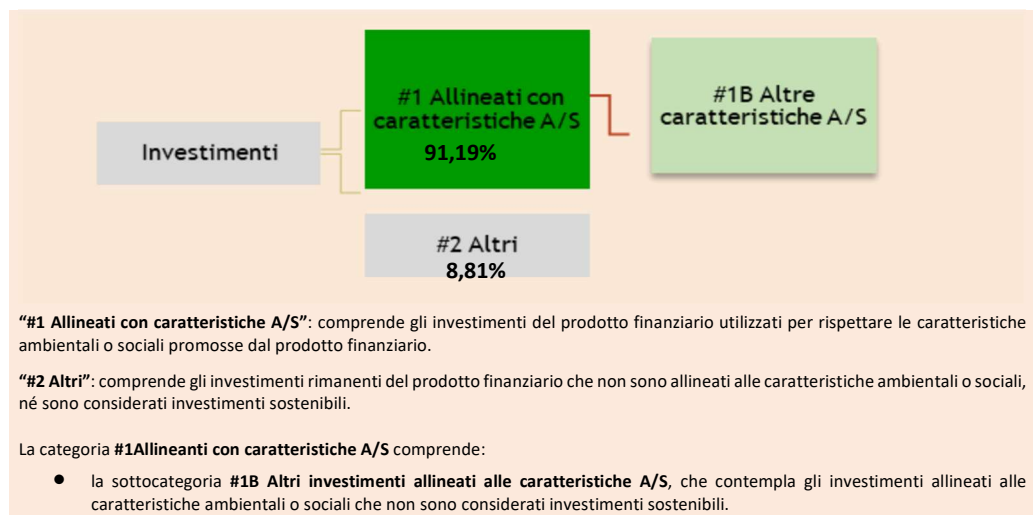 Investimenti
#1 Allineati con
caratteristiche A/S
91,19%
#1B Altre
caratteristiche A/S
#2 Altri
8,81%
“#1 Allineati con caratteristiche A/S”: comprende gli investimenti del prodotto finanziario utilizzati per rispettare le caratteristiche
ambientali o sociali promosse dal prodotto finanziario.
“#2 Altri”: comprende gli investimenti rimanenti del prodotto finanziario che non sono allineati alle caratteristiche ambientali o sociali,
né sono considerati investimenti sostenibili.
La categoria #1Allineanti con caratteristiche A/S comprende:
● la sottocategoria #1B Altri investimenti allineati alle caratteristiche A/S, che contempla gli investimenti allineati alle
caratteristiche ambientali o sociali che non sono considerati investimenti sostenibili.